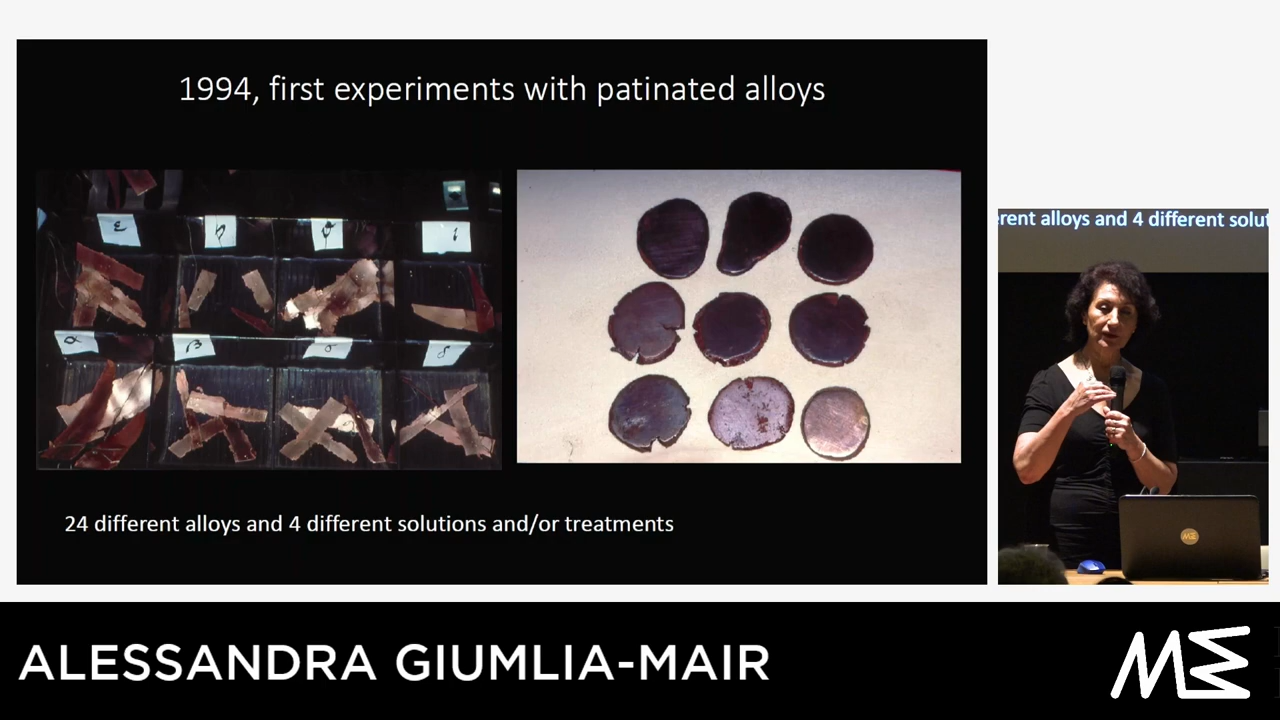 1994, first experiments with patinated alloys
ε
η
θ
ι
α
β
24 different alloys and 4 different solutions and/or treatments
rent alloys and 4 different solut
ALESSANDRA GIUMLIA-MAIR